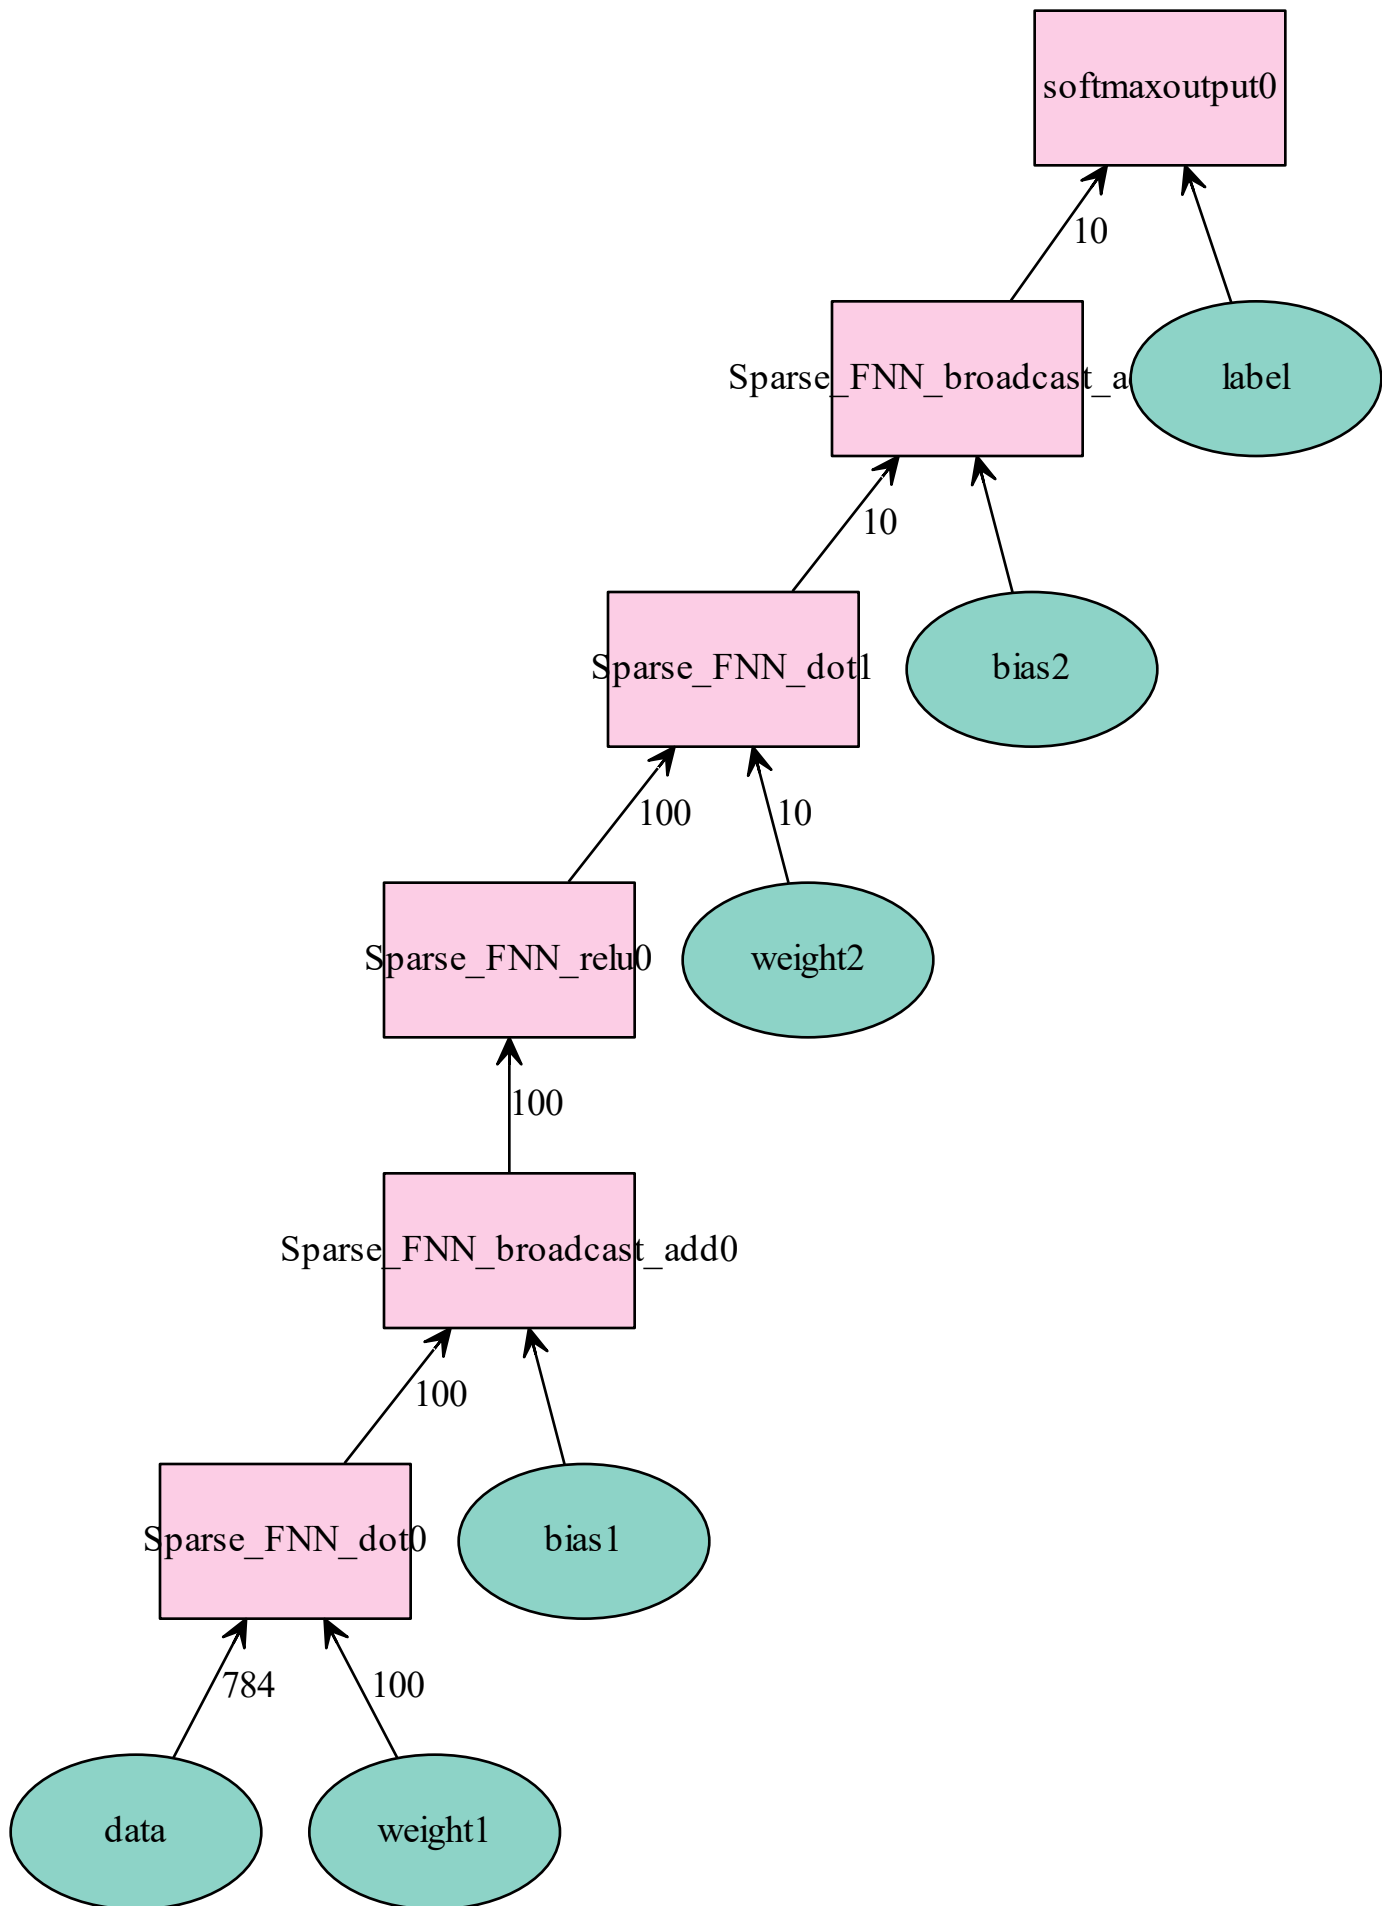 softmaxoutput0
10
Sparse_FNN_broadcast_a
label
10
Sparse_FNN_dot1
bias2
100
10
Sparse_FNN_relu0
weight2
100
Sparse_FNN_broadcast_add0
100
Sparse_FNN_dot0
bias1
784
100
data
weight1